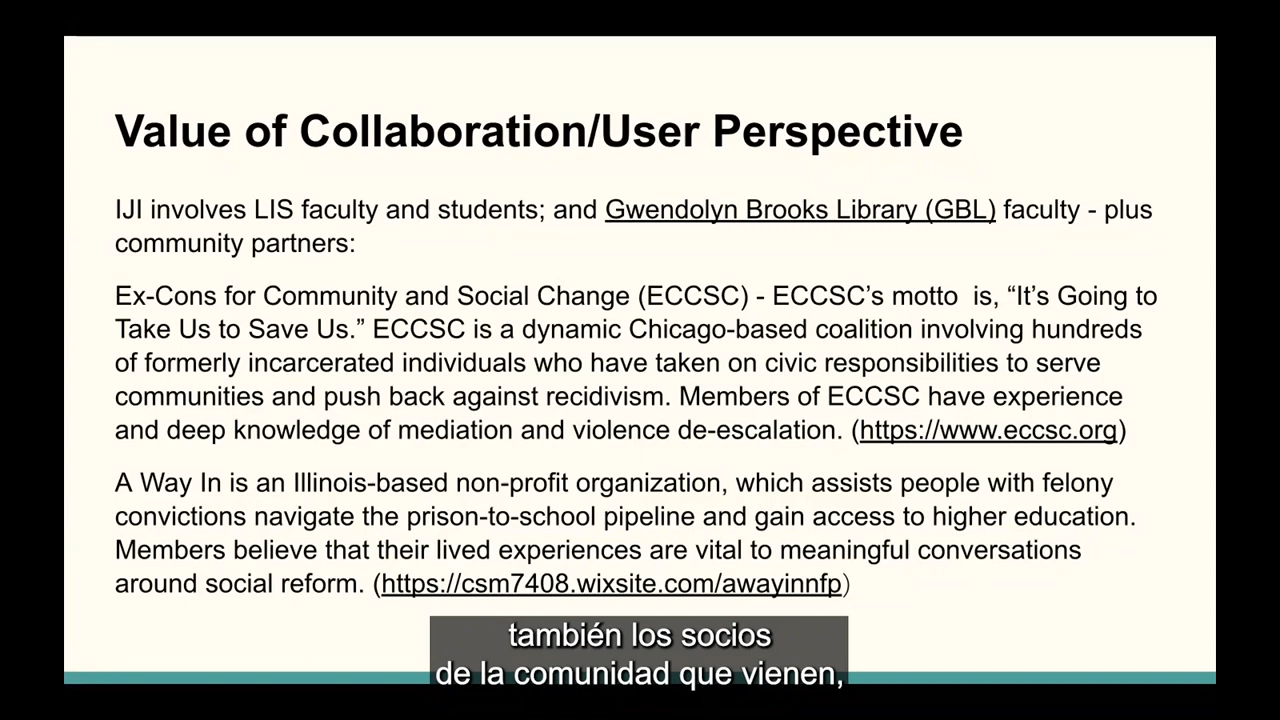 Value of Collaboration/User Perspective
IJI involves LIS faculty and students; and Gwendolyn Brooks Library (GBL) faculty - plus
community partners:
Ex-Cons for Community and Social Change (ECCSC) - ECCSC’s motto  is, “It’s Going to
Take Us to Save Us.” ECCSC is a dynamic Chicago-based coalition involving hundreds
of formerly incarcerated individuals who have taken on civic responsibilities to serve
communities and push back against recidivism. Members of ECCSC have experience
and deep knowledge of mediation and violence de-escalation. (https://www.eccsc.org)
A Way In is an Illinois-based non-profit organization, which assists people with felony
convictions navigate the prison-to-school pipeline and gain access to higher education.
Members believe that their lived experiences are vital to meaningful conversations
around social reform. (https://csm7408.wixsite.com/awayinnfp)
también los socios
de la comunidad que vienen,